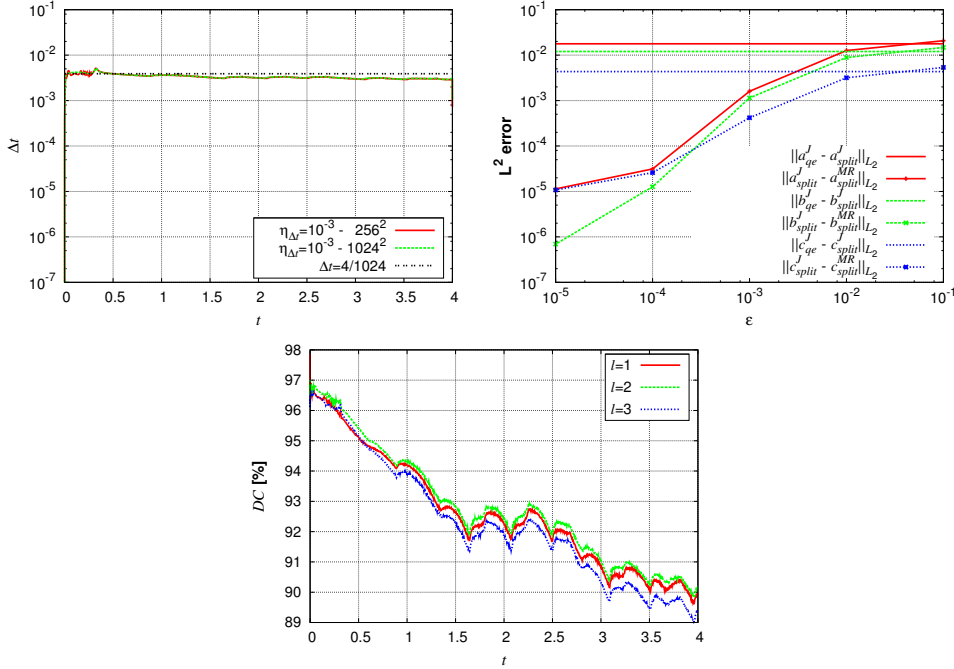 10⁻¹
10⁻²
10⁻³
10⁻⁴
10⁻⁵
10⁻⁶
10⁻⁷
Δt
η_Δt=10⁻³ - 256²
η_Δt=10⁻³ - 1024²
Δt=4/1024
0 0.5 1 1.5 2 2.5 3 3.5 4
t
10⁻¹
10⁻²
10⁻³
10⁻⁴
10⁻⁵
10⁻⁶
10⁻⁷
L² error
||a^J_qe - a^J_split||_L₂
||a^J_split - a^MR_split||_L₂
||b^J_qe - b^J_split||_L₂
||b^J_split - b^MR_split||_L₂
||c^J_qe - c^J_split||_L₂
||c^J_split - c^MR_split||_L₂
10⁻⁵ 10⁻⁴ 10⁻³ 10⁻² 10⁻¹
ε
98
97
96
95
94
93
92
91
90
89
DC [%]
l=1
l=2
l=3
0 0.5 1 1.5 2 2.5 3 3.5 4
t